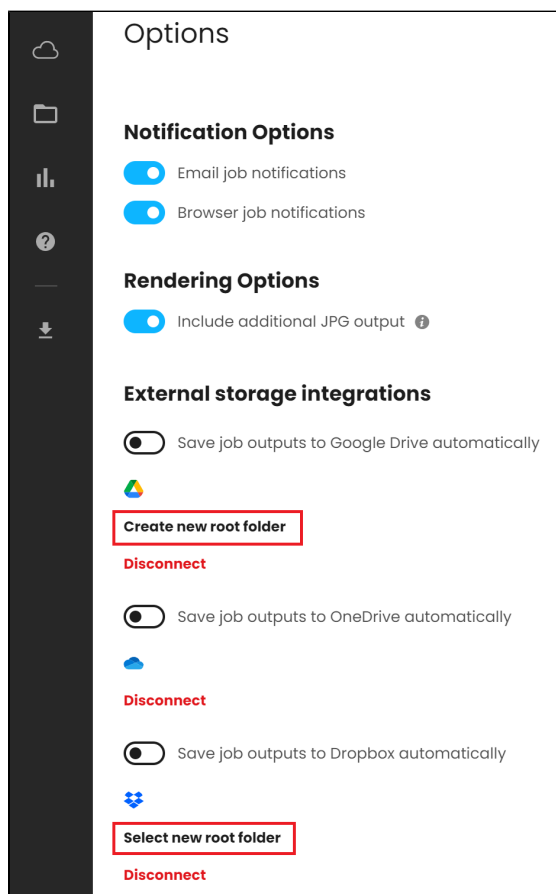 Options
Notification Options
Email job notifications
Browser job notifications
Rendering Options
Include additional JPG output
External storage integrations
Save job outputs to Google Drive automatically
Create new root folder
Disconnect
Save job outputs to OneDrive automatically
Disconnect
Save job outputs to Dropbox automatically
Select new root folder
Disconnect